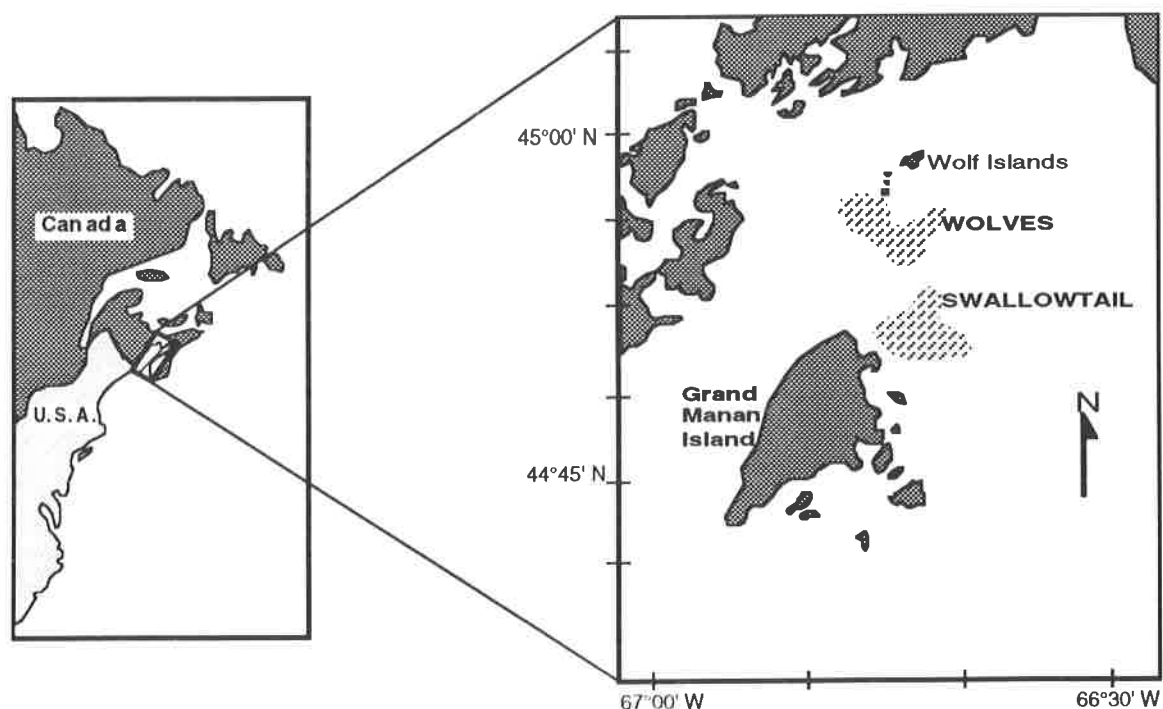 Canada
U.S.A.
45°00' N
Wolf Islands
WOLVES
SWALLOWTAIL
Grand
Manan
Island
N
44°45' N
67°00' W
66°30' W